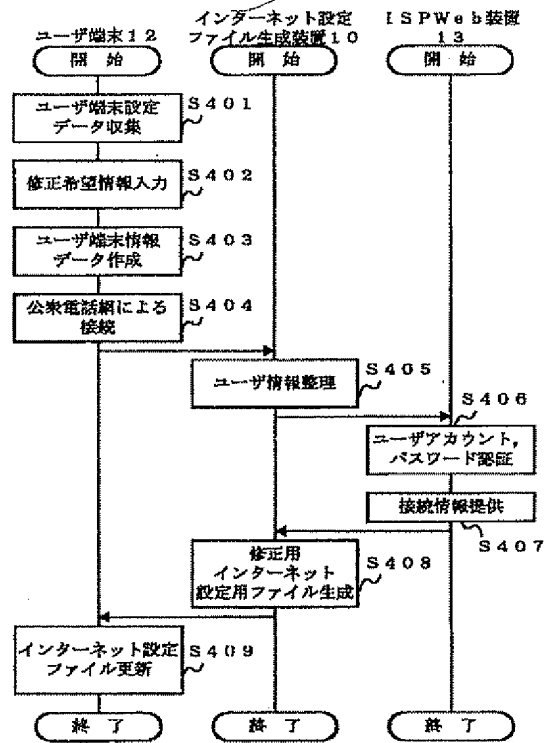 ユーザ端末12
インターネット設定
ファイル生成装置10
ISPWeb装置
13
開 始
開 始
開 始
ユーザ端末設定
データ収集
S401
修正希望情報入力
S402
ユーザ端末情報
データ作成
S403
公衆電話網による
接続
S404
ユーザ情報整理
S405
S406
ユーザアカウント,
パスワード認証
接続情報提供
S407
修正用
インターネット
設定用ファイル生成
S408
インターネット設定
ファイル更新
S409
終 了
終 了
終 了